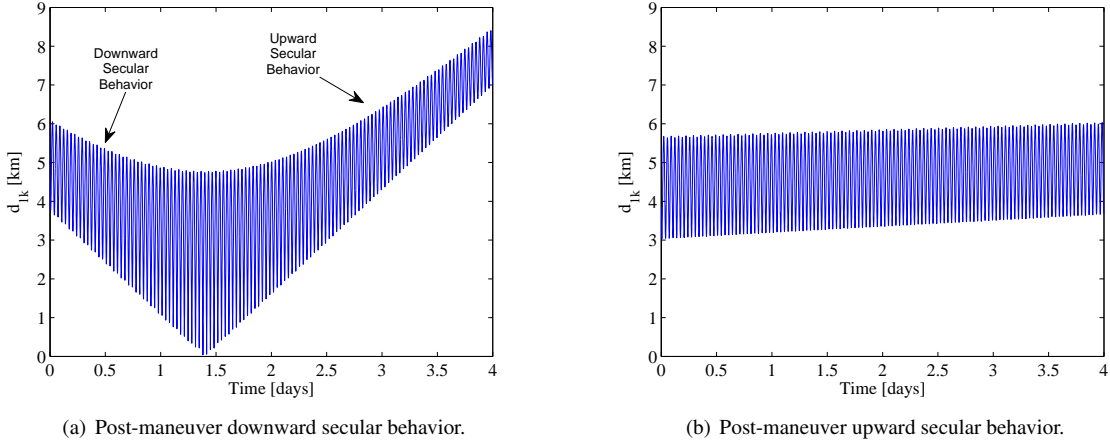 9
8
7
6
5
4
3
2
1
0
d1k [km]
Downward
Secular
Behavior
Upward
Secular
Behavior
0 0.5 1 1.5 2 2.5 3 3.5 4
Time [days]
(a) Post-maneuver downward secular behavior.
9
8
7
6
5
4
3
2
1
0
d1k [km]
0 0.5 1 1.5 2 2.5 3 3.5 4
Time [days]
(b) Post-maneuver upward secular behavior.